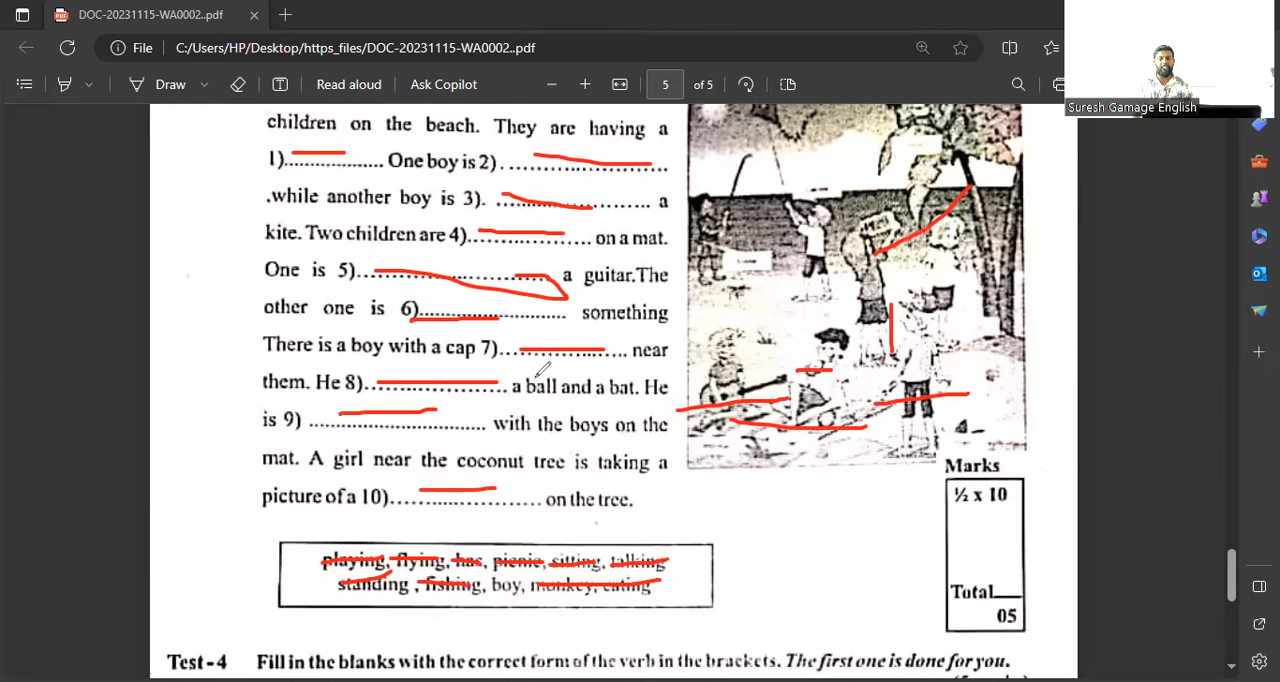 DOC-20231115-WA0002..pdf
File
C:/Users/HP/Desktop/https_files/DOC-20231115-WA0002..pdf
Draw
Read aloud
Ask Copilot
5
of 5
Suresh Gamage English
children on the beach. They are having a
1)................... One boy is 2) ................................
.while another boy is 3). ............................. a
kite. Two children are 4)....................... on a mat.
One is 5)................................... a guitar.The
other one is 6)............................ something
There is a boy with a cap 7)........................ near
them. He 8)........................... a ball and a bat. He
is 9) .................................. with the boys on the
mat. A girl near the coconut tree is taking a
picture of a 10)............................. on the tree.
playing, flying, has, picnic, sitting, talking
standing , fishing, boy, monkey, eating
Marks
½ x 10
Total
05
Test-4 Fill in the blanks with the correct form of the verb in the brackets. The first one is done for you.